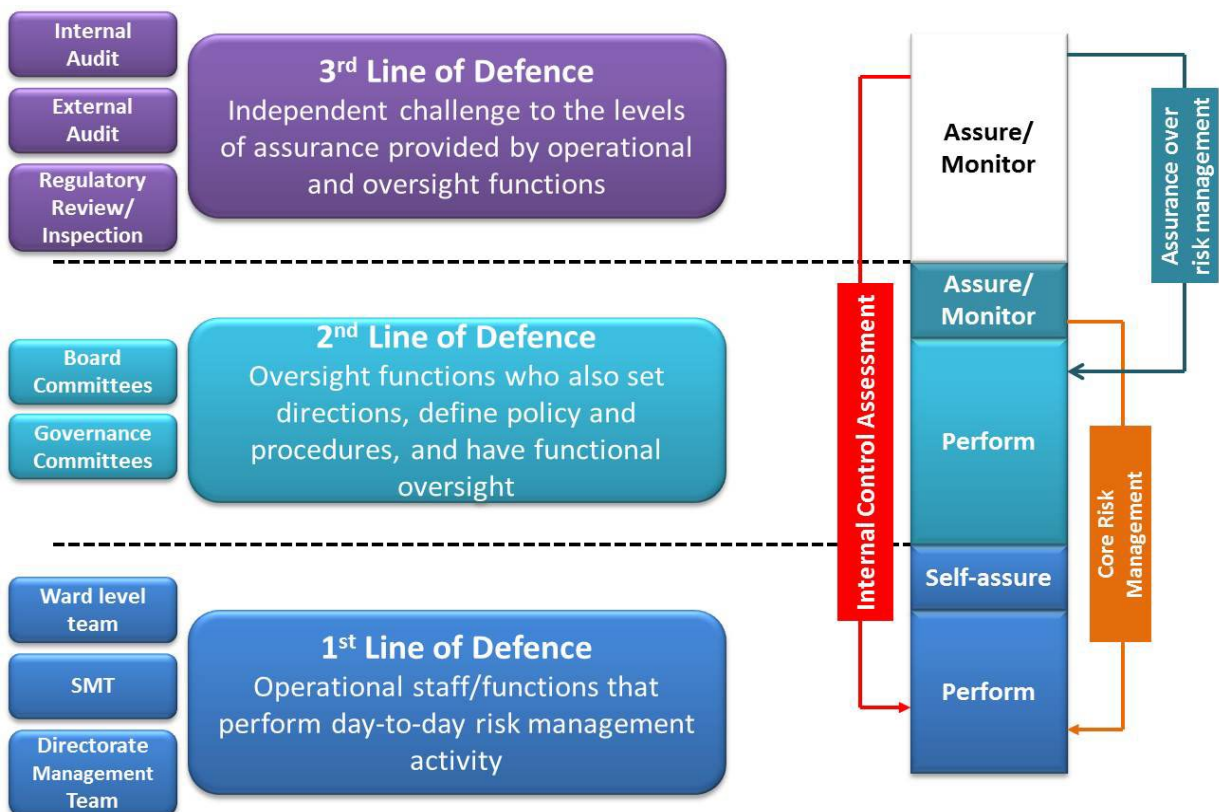 Internal
Audit
External
Audit
Regulatory
Review/
Inspection
3rd Line of Defence
Independent challenge to the levels
of assurance provided by operational
and oversight functions
Board
Committees
Governance
Committees
2nd Line of Defence
Oversight functions who also set
directions, define policy and
procedures, and have functional
oversight
Ward level
team
SMT
Directorate
Management
Team
1st Line of Defence
Operational staff/functions that
perform day-to-day risk management
activity
Assure/
Monitor
Assure/
Monitor
Perform
Self-assure
Perform
Internal Control Assessment
Assurance over
risk management
Core Risk
Management